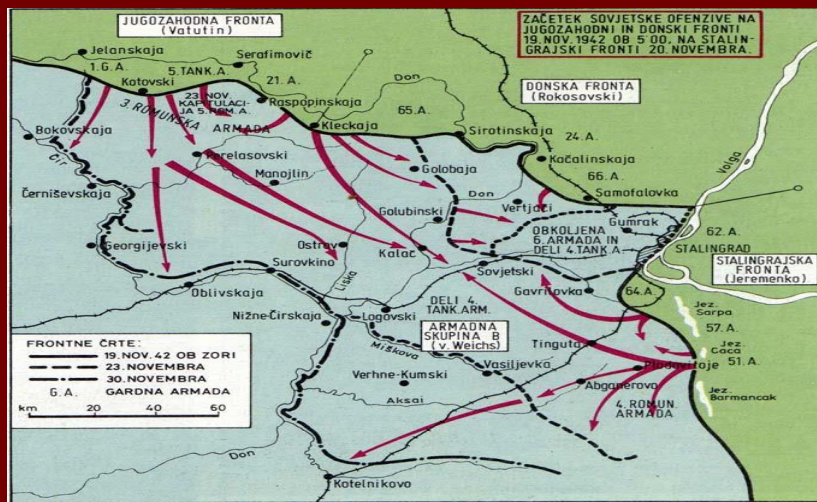 JUGOZAHODNA FRONTA
(Vatutin)
ZAČETEK SOVJETSKE OFENZIVE NA
JUGOZAHODNI IN DONSKI FRONTI
19. NOV. 1942 OB 5'00, NA STALIN-
GRAJSKI FRONTI 20. NOVEMBRA.
Jelanskaja
Serafimovič
1.G.A.
5.TANK.A.
Kotovski
21.A.
Don
DONSKA FRONTA
(Rokosovski)
23. NOV.
KAPITULACI-
JA 5. ROM. A.
Raspopinskaja
3. ROMUNSKA
ARMADA
65.A.
Kleckaja
Sirotinskaja
24.A.
Bokovskaja
Čir
Perelasovski
Kačalinskaja
Manojlin
Golobaja
66.A.
Samofalovka
Volga
Černiševskaja
Don
Vertjači
Golubinski
Gumrak
62.A.
OBKOLJENA
6. ARMADA IN
DELI 4. TANK.A.
STALINGRAD
Georgijevski
Ostrov
Kalač
STALINGRAJSKA
FRONTA
(Jeremenko)
Surovkino
Sovjetski
Liska
Oblivskaja
Gavrilovka
64.A.
DELI 4.
TANK.ARM.
Logovski
Jez.
Sarpa
Nižne-Čirskaja
ARMADNA
SKUPINA B
(v. Weichs)
57.A.
Miškova
Tinguta
Jez.
Caca
51.A.
Plodovitoje
Vasiljevka
Verhne-Kumski
Abganerovo
Jez.
Barmancak
Aksai
4. ROMUN.
ARMADA
Don
Kotelnikovo
FRONTNE ČRTE:
19. NOV. 42 OB ZORI
23. NOVEMBRA
30. NOVEMBRA
G.A. GARDNA ARMADA
km 20 40 60